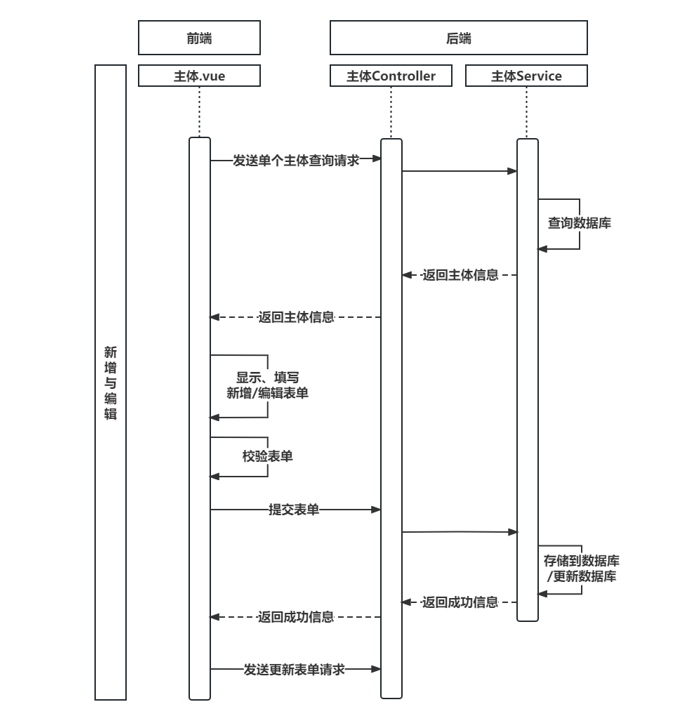 前端
后端
主体.vue
主体Controller
主体Service
新
增
与
编
辑
发送单个主体查询请求
查询数据库
返回主体信息
返回主体信息
显示、填写
新增/编辑表单
校验表单
提交表单
存储到数据库
/更新数据库
返回成功信息
返回成功信息
发送更新表单请求